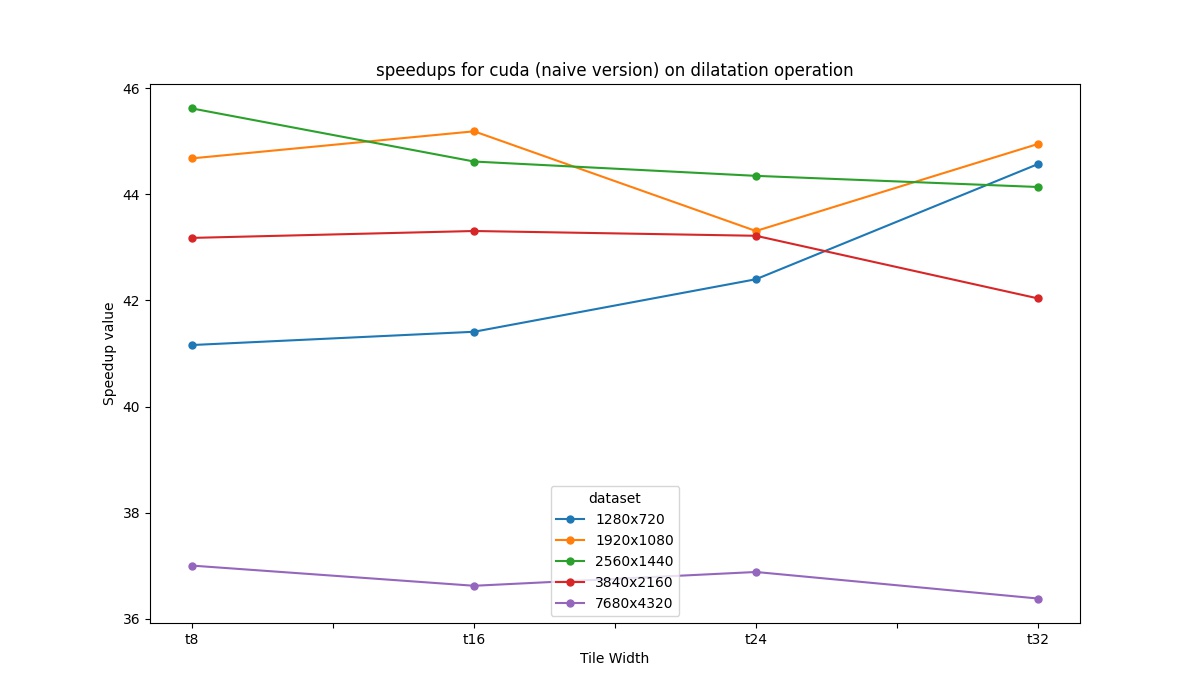 speedups for cuda (naive version) on dilatation operation
46
44
42
40
38
36
Speedup value
dataset
1280x720
1920x1080
2560x1440
3840x2160
7680x4320
t8
t16
t24
t32
Tile Width